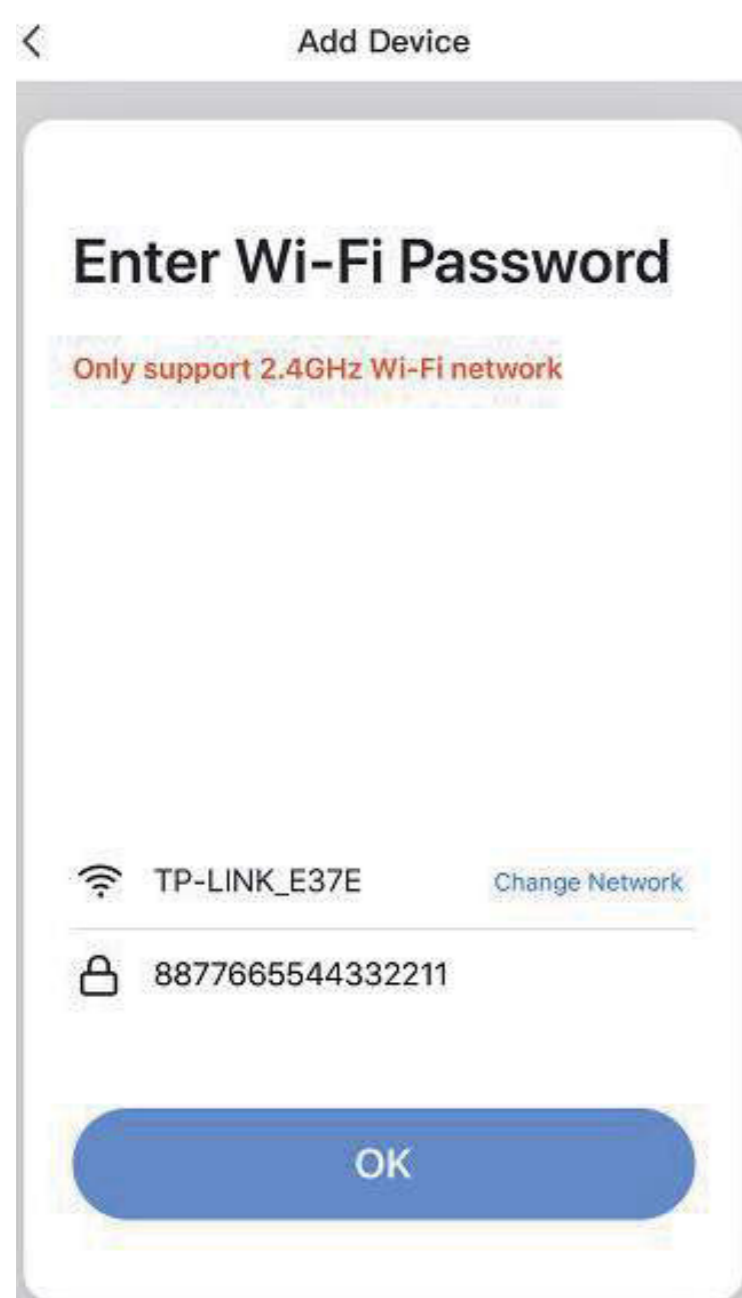 Add Device
Enter Wi-Fi Password
Only support 2.4GHz Wi-Fi network
TP-LINK_E37E Change Network
8877665544332211
OK